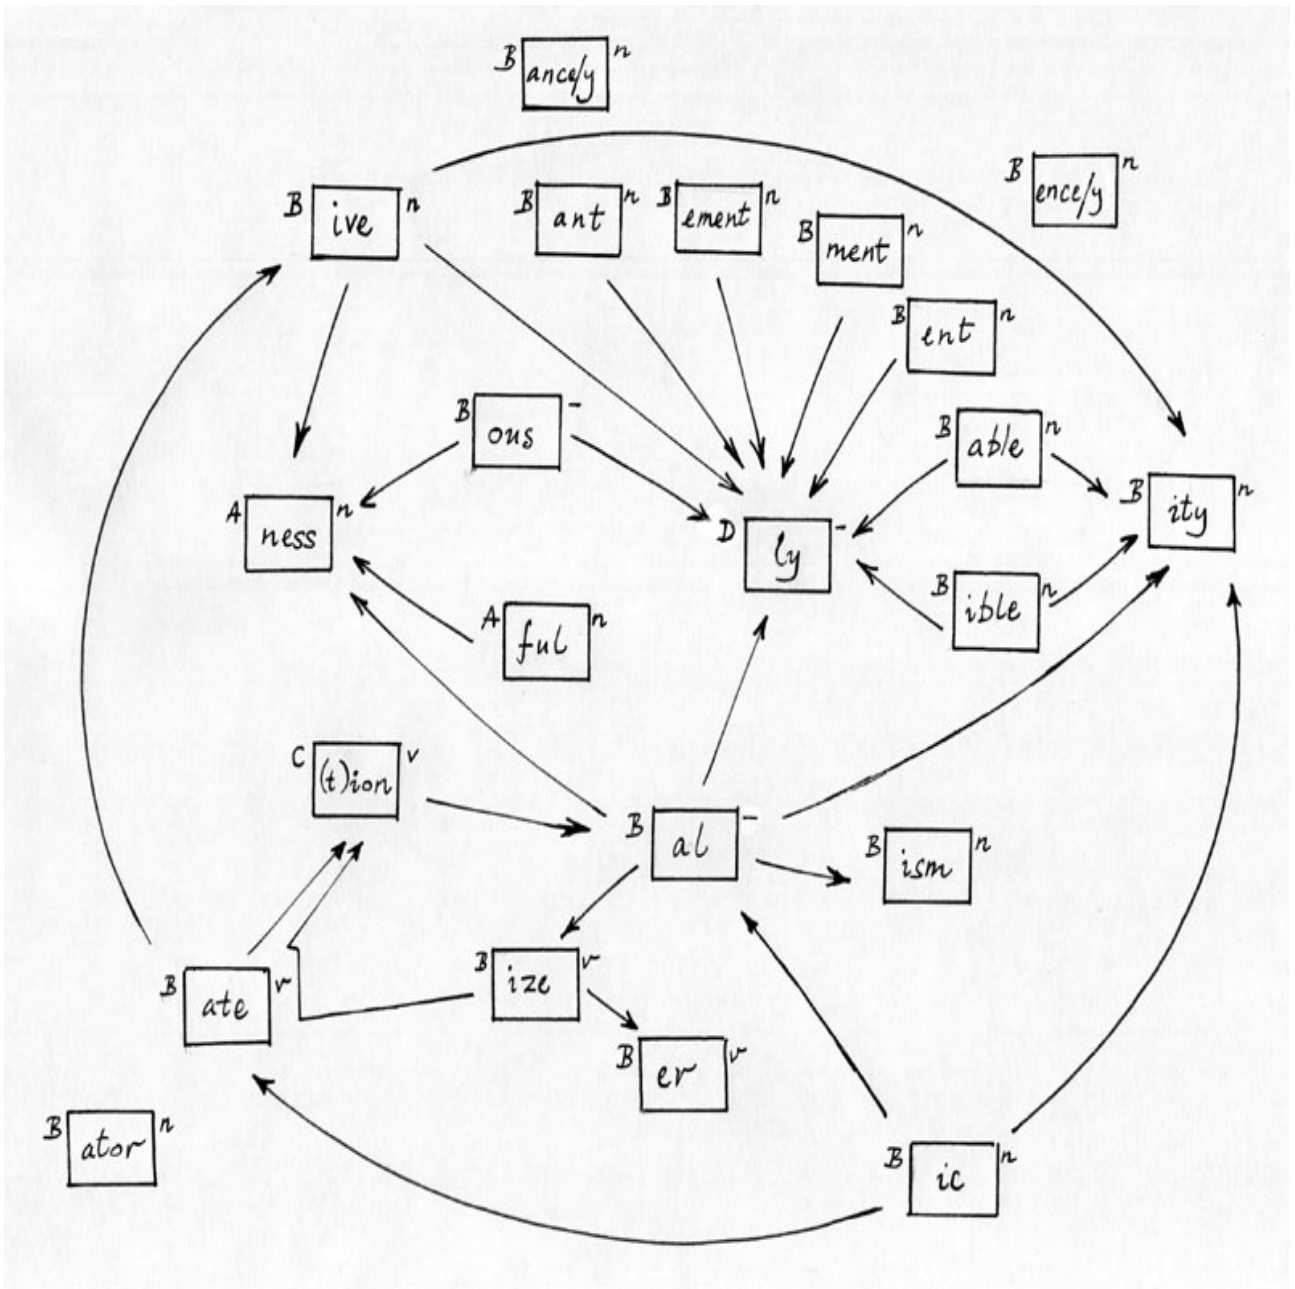 B ance/y n
B ence/y n
B ive n
B ant n
B ement n
B ment n
B ent n
B ous -
B able n
A ness n
D ly -
B ity n
A ful n
B ible n
C (t)ion v
B al -
B ism n
B ate v
B ize v
B er v
B ator n
B ic n